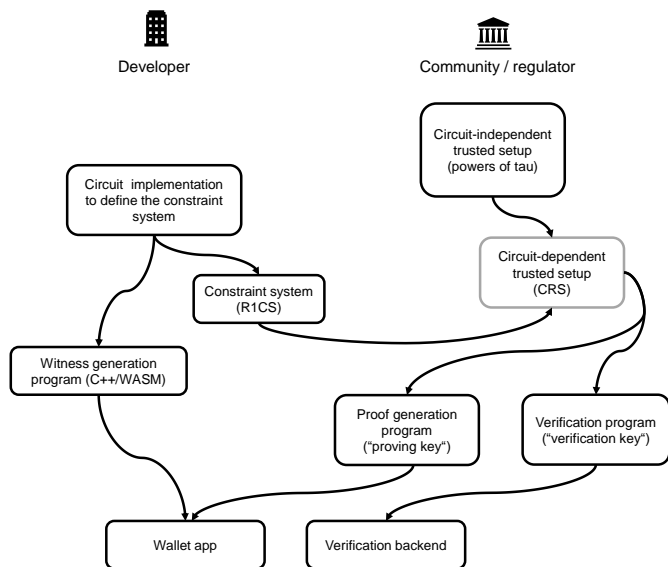 Developer
Community / regulator
Circuit-independent
trusted setup
(powers of tau)
Circuit implementation
to define the constraint
system
Circuit-dependent
trusted setup
(CRS)
Constraint system
(R1CS)
Witness generation
program (C++/WASM)
Proof generation
program
(“proving key“)
Verification program
(“verification key“)
Wallet app
Verification backend